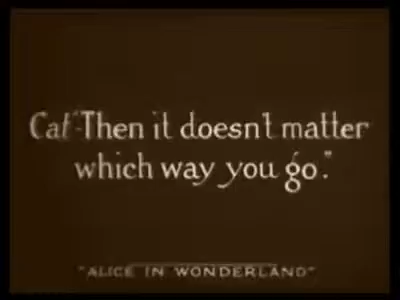 Cat-"Then it doesn't matter
which way you go."
"ALICE IN WONDERLAND"